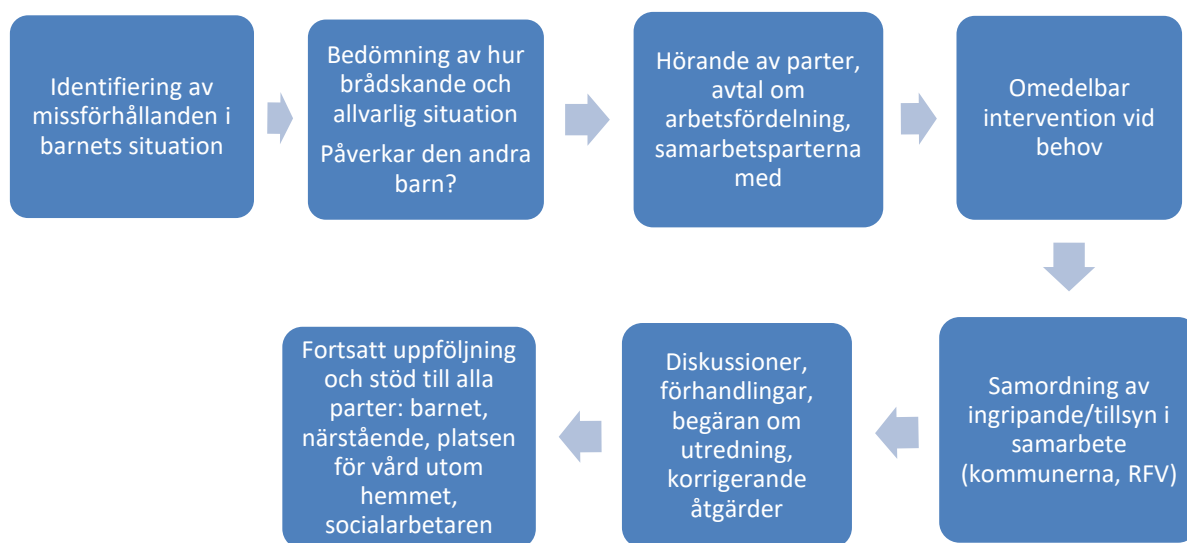 Identifiering av
missförhållanden i
barnets situation
Bedömning av hur
brådskande och
allvarlig situation
Påverkar den andra
barn?
Hörande av parter,
avtal om
arbetsfördelning,
samarbetsparterna
med
Omedelbar
intervention vid
behov
Samordning av
ingripande/tillsyn i
samarbete
(kommunerna, RFV)
Diskussioner,
förhandlingar,
begäran om
utredning,
korrigerande
åtgärder
Fortsatt uppföljning
och stöd till alla
parter: barnet,
närstående, platsen
för vård utom
hemmet,
socialarbetaren